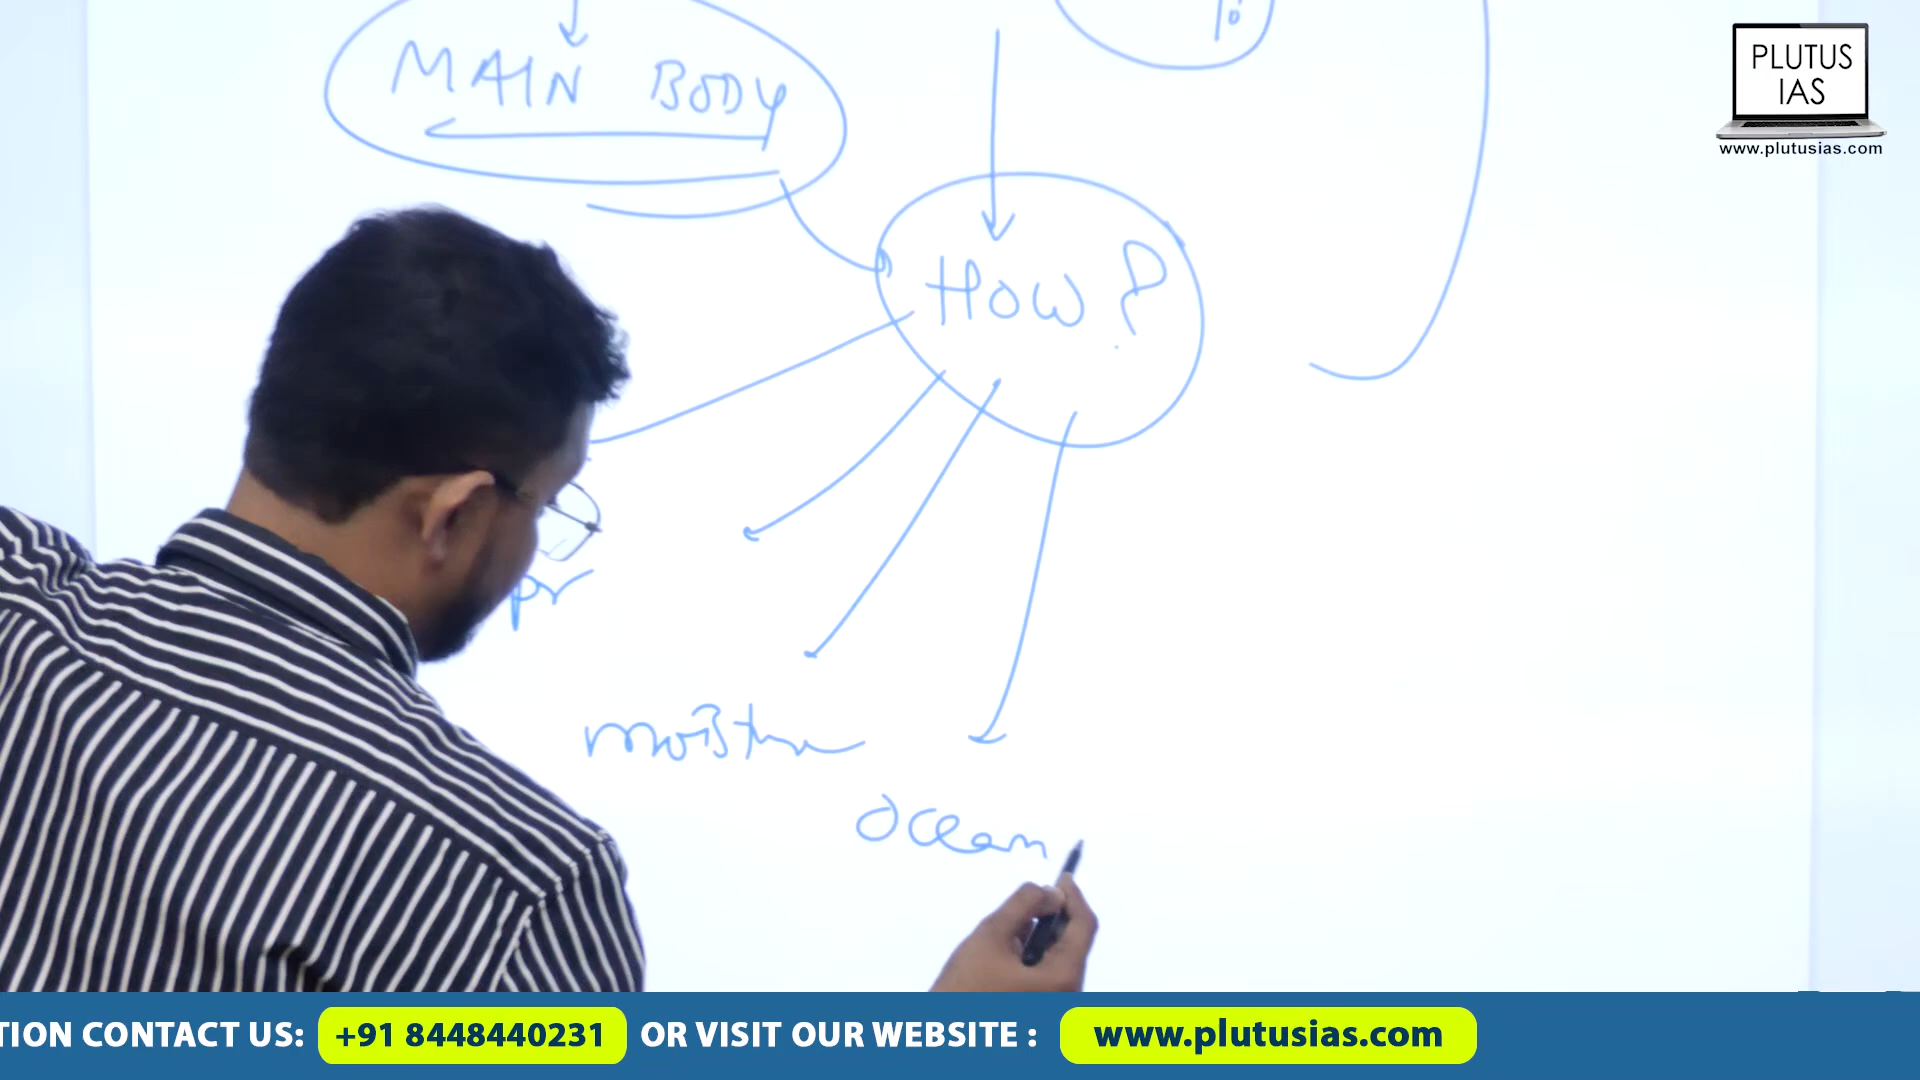 PLUTUS
IAS
www.plutusias.com
MAIN BODY
HOW?
pr
moisture
ocean
TION CONTACT US: +91 8448440231 OR VISIT OUR WEBSITE : www.plutusias.com